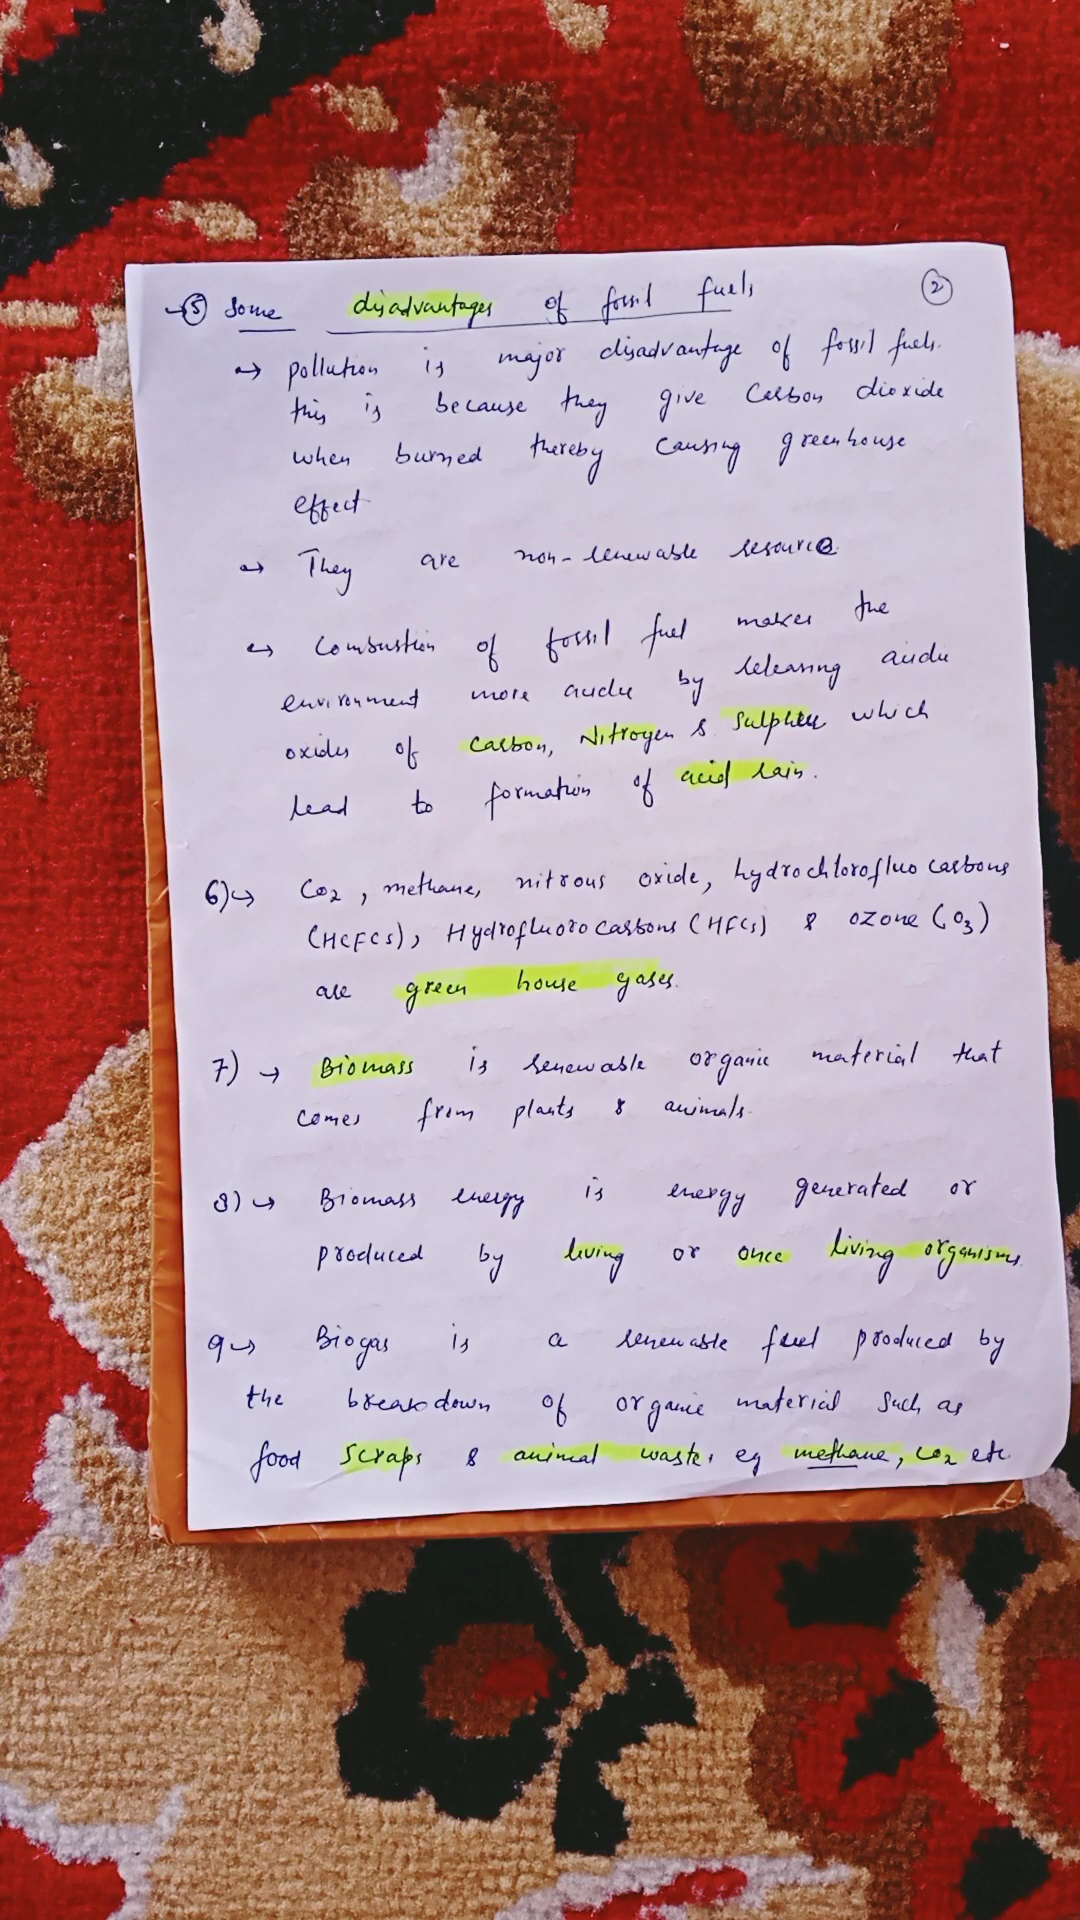 →⑤ Some disadvantages of fossil fuels
②
→ pollution is major disadvantage of fossil fuels.
this is because they give Carbon dioxide
when burned thereby causing greenhouse
effect
→ They are non-renewable resource.
→ Combustion of fossil fuel makes the
environment more acidic by releasing acidic
oxides of carbon, Nitrogen & Sulphur which
lead to formation of acid rain.
6)→ CO2, methane, nitrous oxide, hydrochlorofluo carbons
(HCFCs), Hydrofluorocarbons (HFCs) & ozone (O3)
are green house gases.
7) → Biomass is renewable organic material that
comes from plants & animals.
8)→ Biomass energy is energy generated or
produced by living or once living organisms.
9→ Biogas is a renewable fuel produced by
the breakdown of organic material such as
food scraps & animal waste, eg methane, CO2 etc.